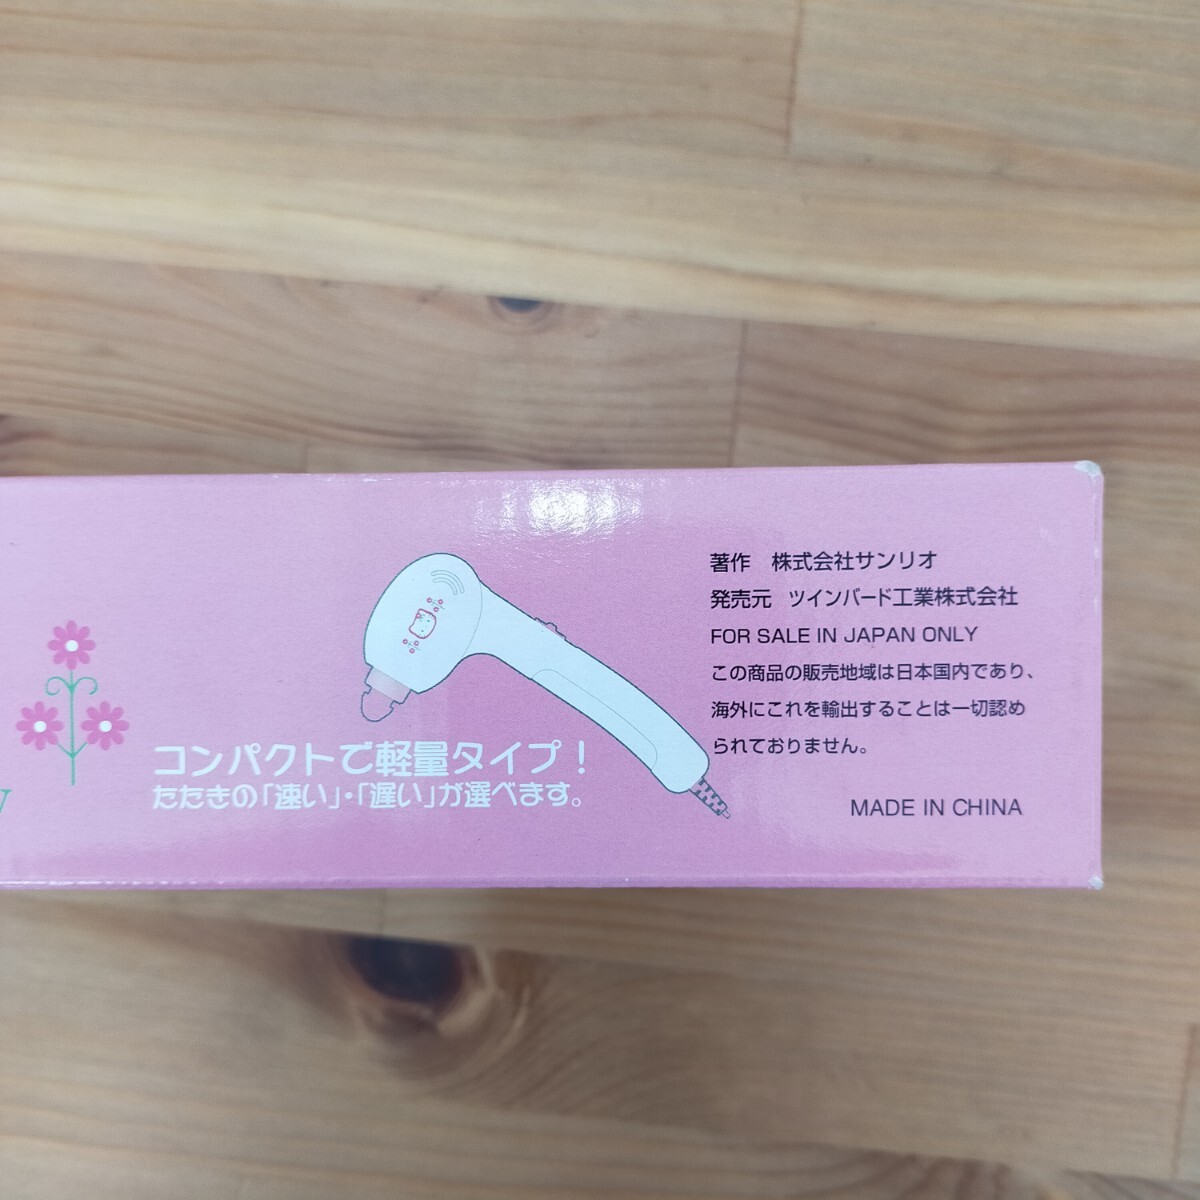 コンパクトで軽量タイプ!
たたきの「速い」・「遅い」が選べます。
著作 株式会社サンリオ
発売元 ツインバード工業株式会社
FOR SALE IN JAPAN ONLY
この商品の販売地域は日本国内であり、
海外にこれを輸出することは一切認め
られておりません。
MADE IN CHINA